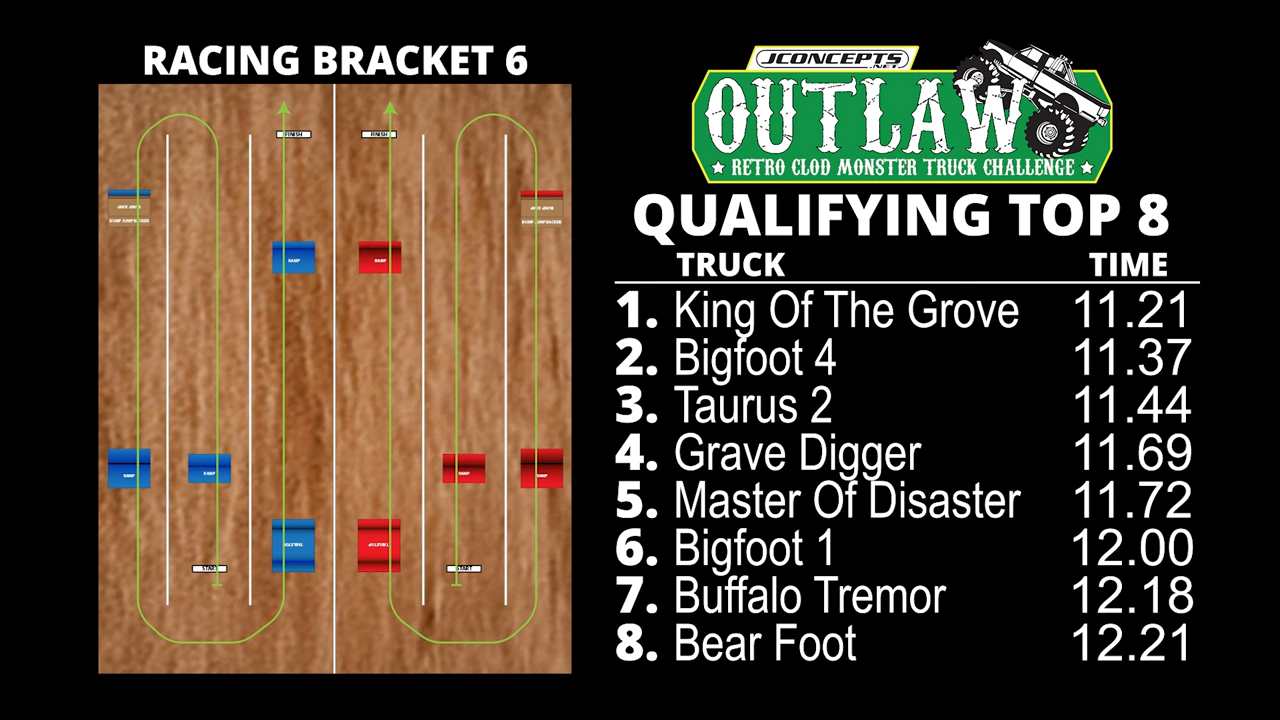 RACING BRACKET 6
FINISH
FINISH
RAMP
RAMP
RAMP
RAMP
RAMP
RAMP
START
START
JCONCEPTS
.NET
OUTLAW
RETRO CLOD MONSTER TRUCK CHALLENGE
QUALIFYING TOP 8
TRUCK TIME
1. King Of The Grove 11.21
2. Bigfoot 4 11.37
3. Taurus 2 11.44
4. Grave Digger 11.69
5. Master Of Disaster 11.72
6. Bigfoot 1 12.00
7. Buffalo Tremor 12.18
8. Bear Foot 12.21